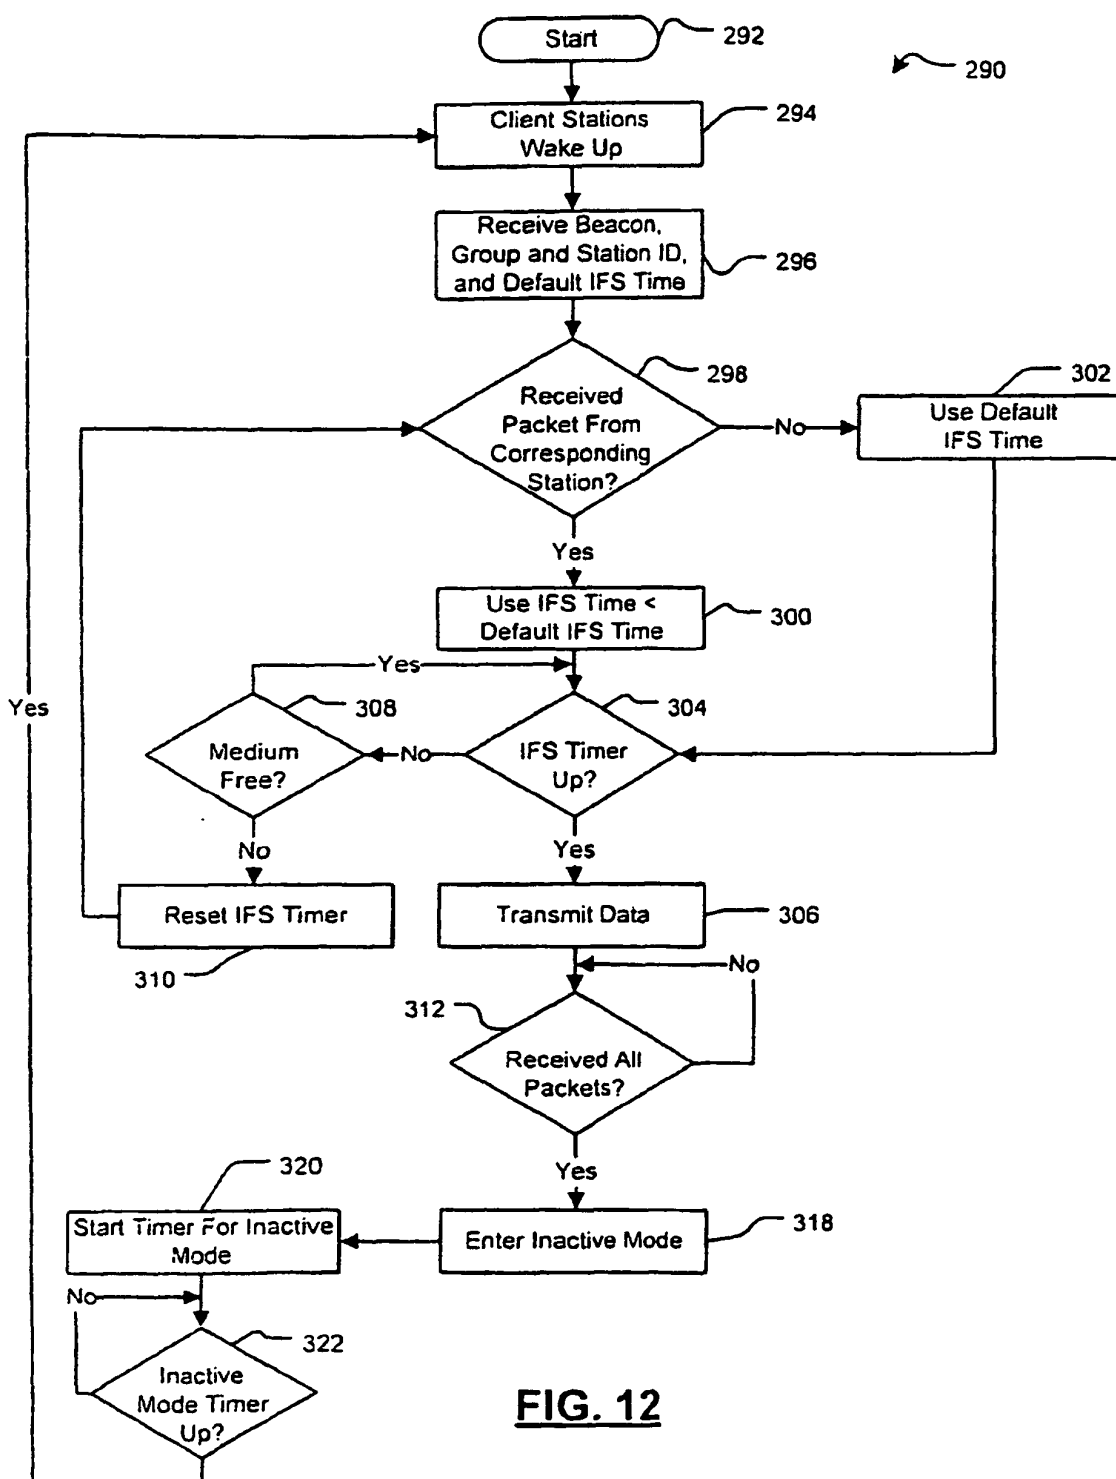 Start
292
290
Client Stations
Wake Up
294
Receive Beacon,
Group and Station ID,
and Default IFS Time
296
298
Received
Packet From
Corresponding
Station?
No
302
Use Default
IFS Time
Yes
Use IFS Time <
Default IFS Time
300
Yes
308
304
Yes
Medium
Free?
No
IFS Timer
Up?
No
Yes
Reset IFS Timer
310
Transmit Data
306
No
312
Received All
Packets?
Yes
320
Start Timer For Inactive
Mode
Enter Inactive Mode
318
No
322
Inactive
Mode Timer
Up?
FIG. 12